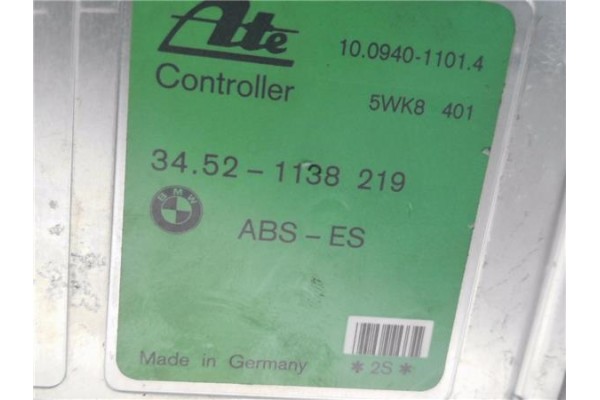 Ate
10.0940-1101.4
Controller
5WK8 401
34.52-1138 219
BMW
ABS-ES
Made in Germany
*2S*